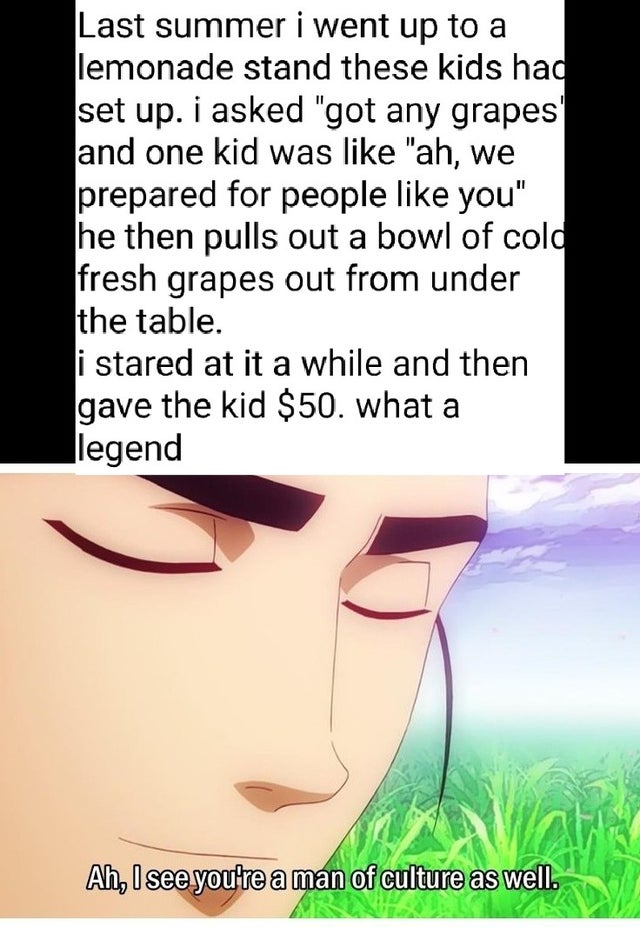 Last summer i went up to a
lemonade stand these kids had
set up. i asked "got any grapes"
and one kid was like "ah, we
prepared for people like you"
he then pulls out a bowl of cold
fresh grapes out from under
the table.
i stared at it a while and then
gave the kid $50. what a
legend
Ah, I see you're a man of culture as well.